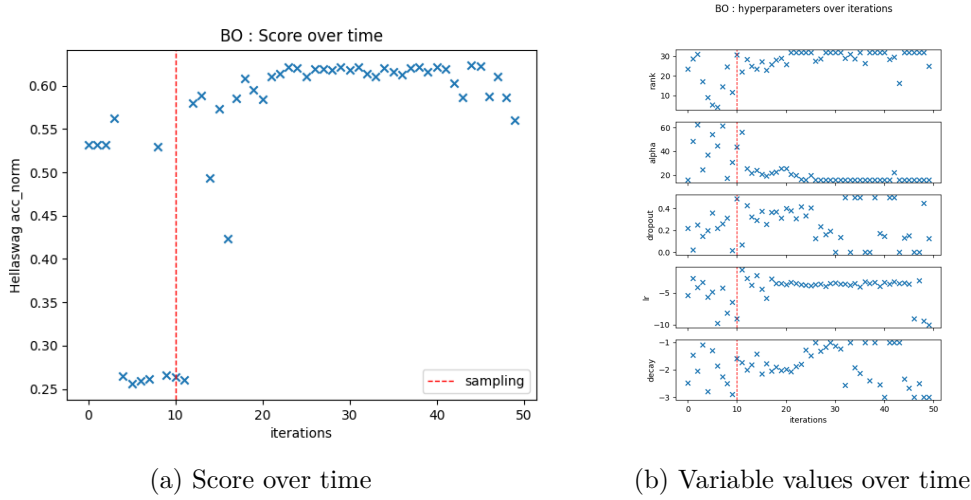 BO : Score over time
Hellaswag acc_norm
0.60
0.55
0.50
0.45
0.40
0.35
0.30
0.25
0
10
20
30
40
50
iterations
sampling
(a) Score over time
BO : hyperparameters over iterations
rank
30
20
10
alpha
60
40
20
dropout
0.4
0.2
0.0
lr
−5
−10
decay
−1
−2
−3
0
10
20
30
40
50
iterations
(b) Variable values over time